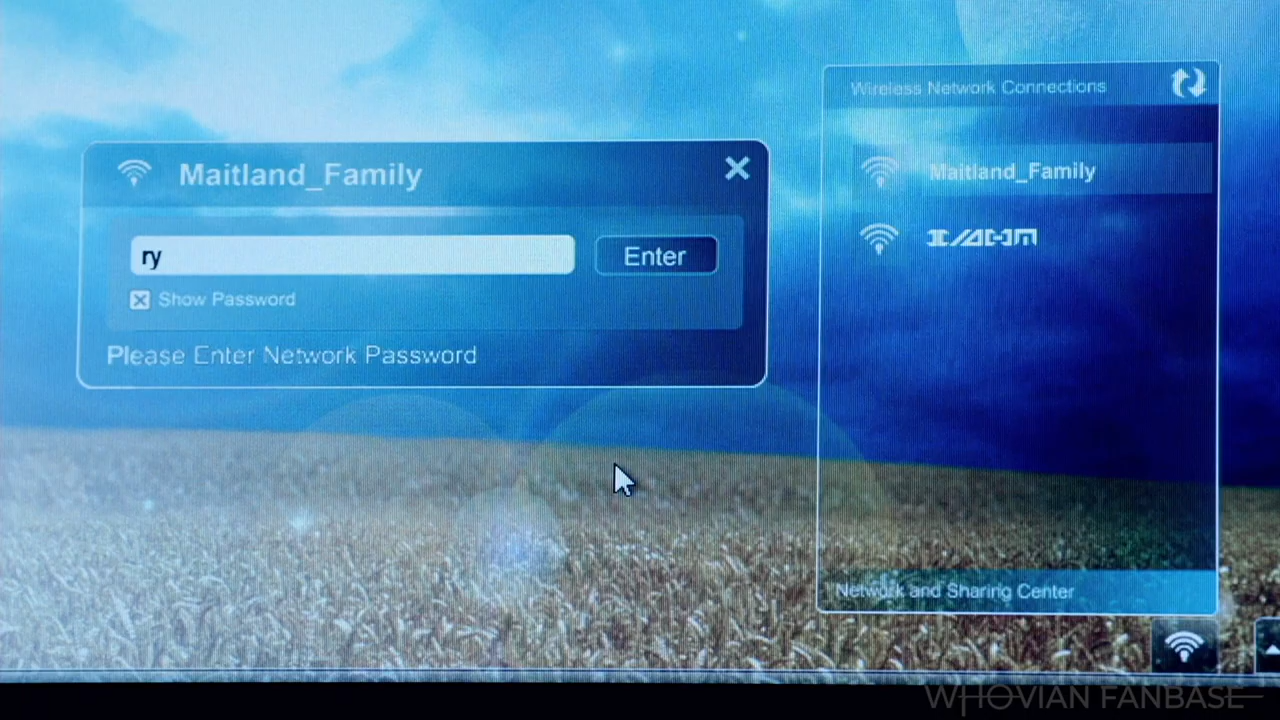 Wireless Network Connections
Maitland_Family
Maitland_Family
ry
Enter
Show Password
Please Enter Network Password
Network and Sharing Center
WHOVIAN FANBASE